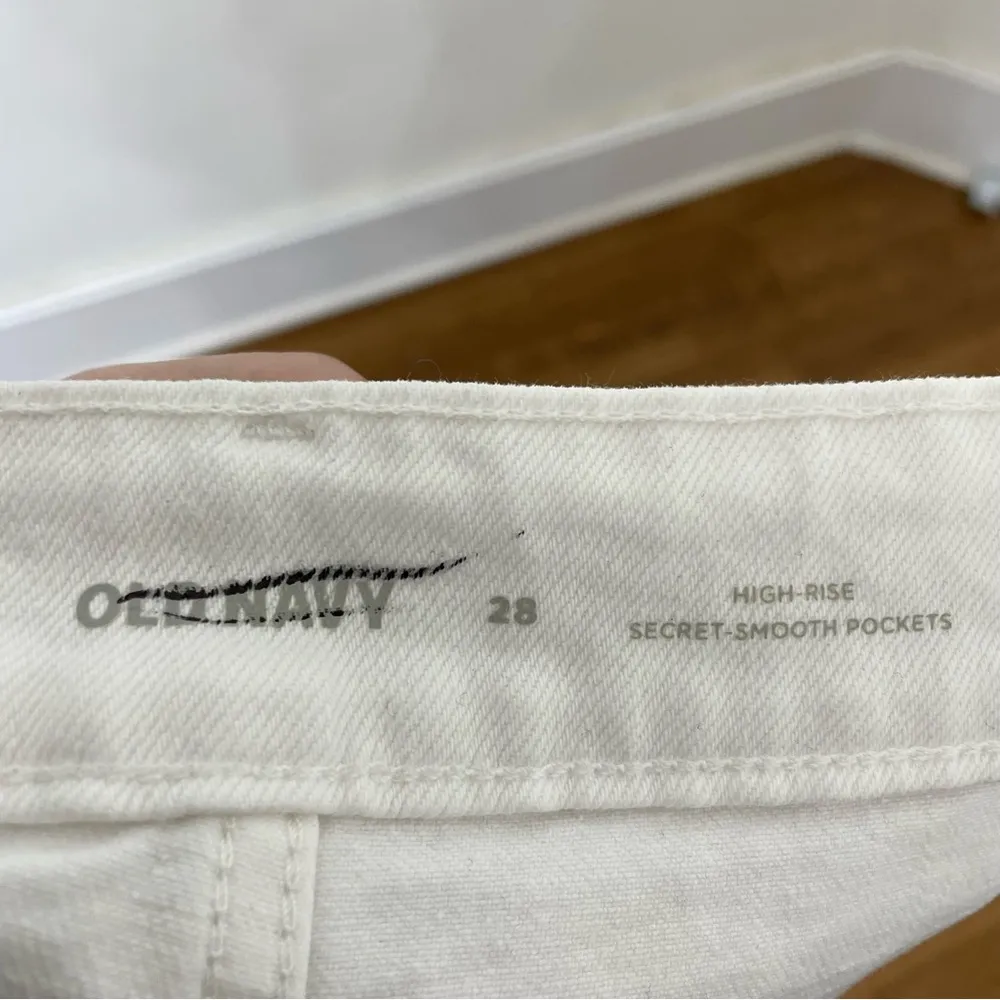 OLD NAVY
28
HIGH-RISE
SECRET-SMOOTH POCKETS